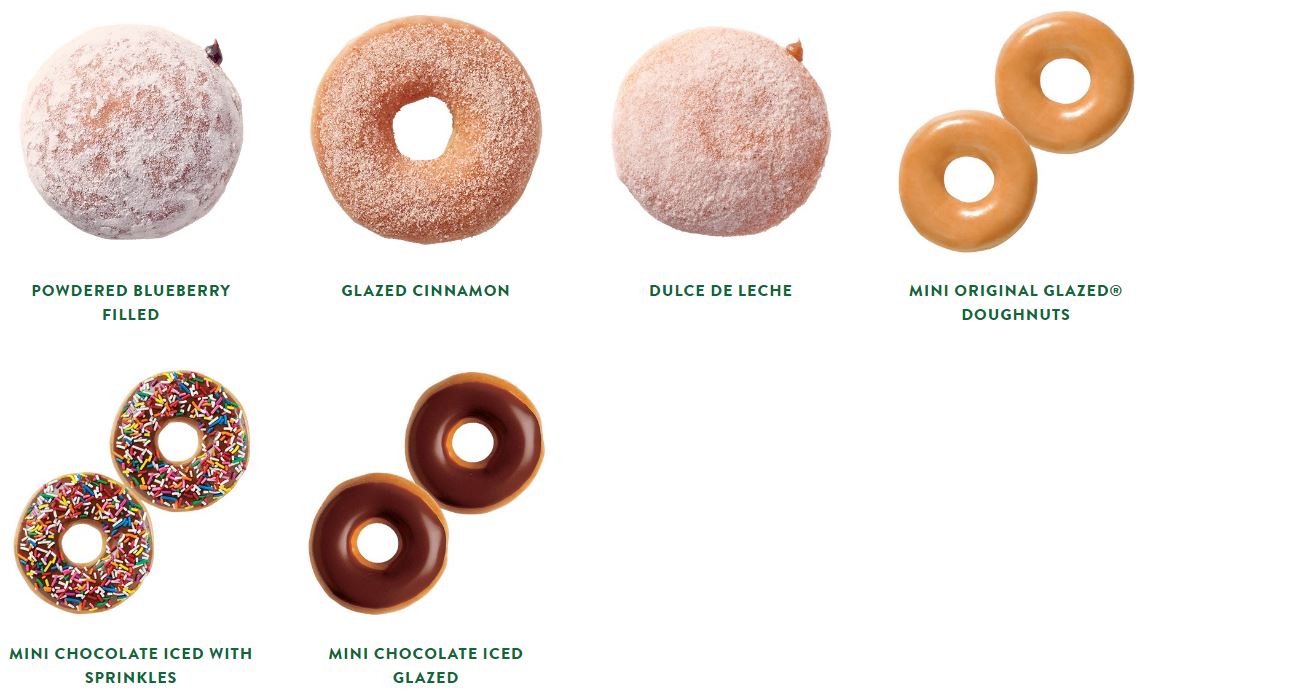 POWDERED BLUEBERRY
FILLED
GLAZED CINNAMON
DULCE DE LECHE
MINI ORIGINAL GLAZED®
DOUGHNUTS
MINI CHOCOLATE ICED WITH
SPRINKLES
MINI CHOCOLATE ICED
GLAZED